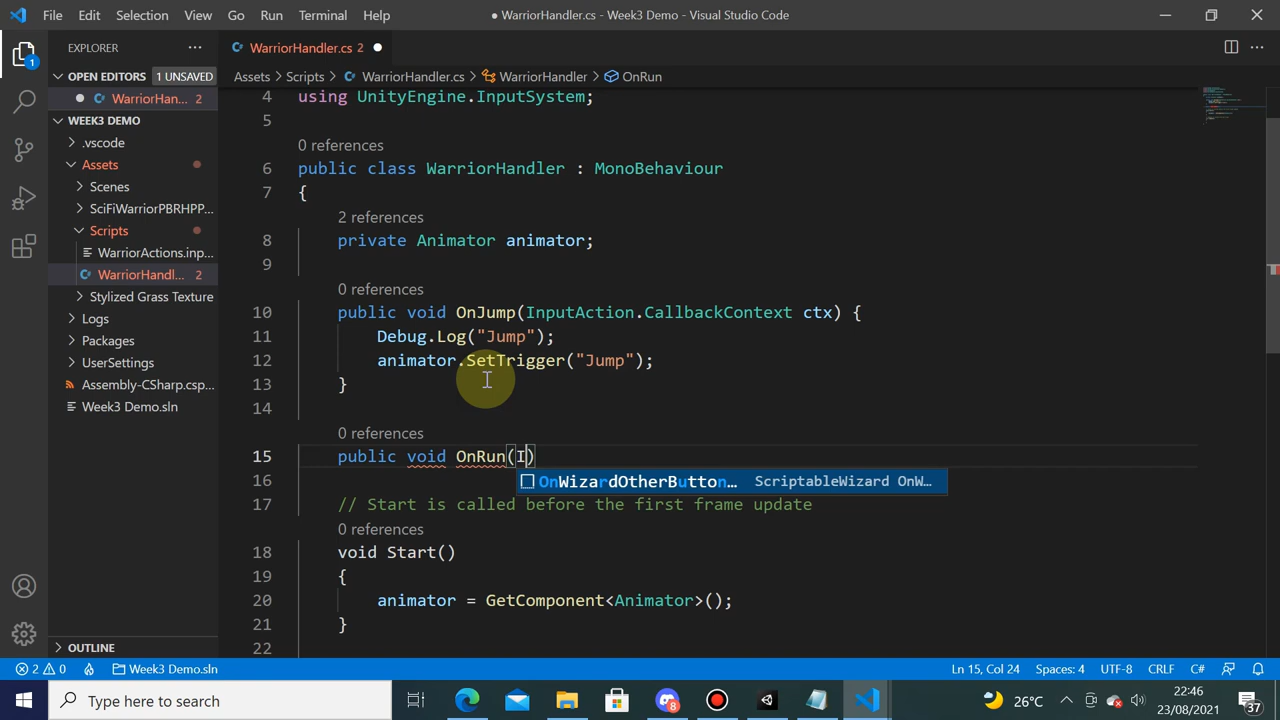 File Edit Selection View Go Run Terminal Help
● WarriorHandler.cs - Week3 Demo - Visual Studio Code
EXPLORER
OPEN EDITORS 1 UNSAVED
WarriorHan... 2
WEEK3 DEMO
.vscode
Assets
Scenes
SciFiWarriorPBRHPP...
Scripts
WarriorActions.inp...
WarriorHandl... 2
Stylized Grass Texture
Logs
Packages
UserSettings
Assembly-CSharp.csp...
Week3 Demo.sln
OUTLINE
1
WarriorHandler.cs 2
Assets > Scripts > WarriorHandler.cs > WarriorHandler > OnRun
4 using UnityEngine.InputSystem;
5
0 references
6 public class WarriorHandler : MonoBehaviour
7 {
2 references
8 private Animator animator;
9
0 references
10 public void OnJump(InputAction.CallbackContext ctx) {
11 Debug.Log("Jump");
12 animator.SetTrigger("Jump");
13 }
14
0 references
15 public void OnRun(I)
OnWizardOtherButton... ScriptableWizard OnW...
16
17 // Start is called before the first frame update
0 references
18 void Start()
19 {
20 animator = GetComponent<Animator>();
21 }
22
2 0 Week3 Demo.sln Ln 15, Col 24 Spaces: 4 UTF-8 CRLF C#
Type here to search
8
26°C
22:46
23/08/2021
37